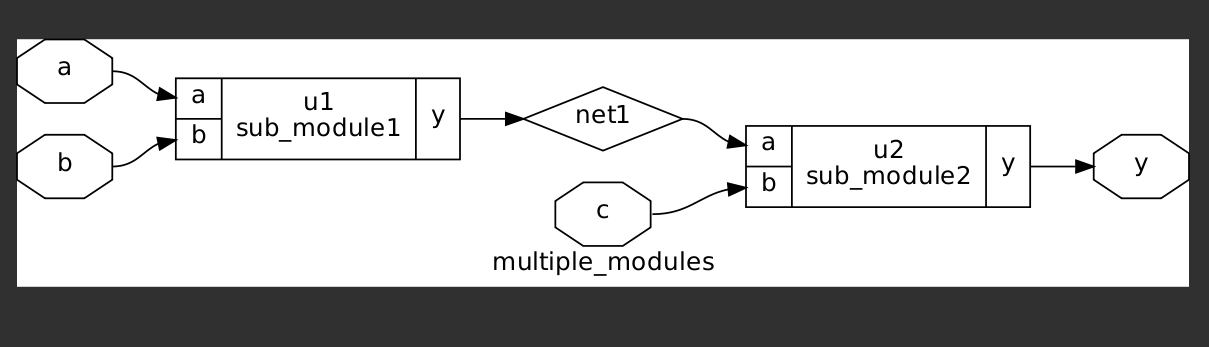 a
b
a
b
u1
sub_module1
y
net1
c
a
b
u2
sub_module2
y
y
multiple_modules